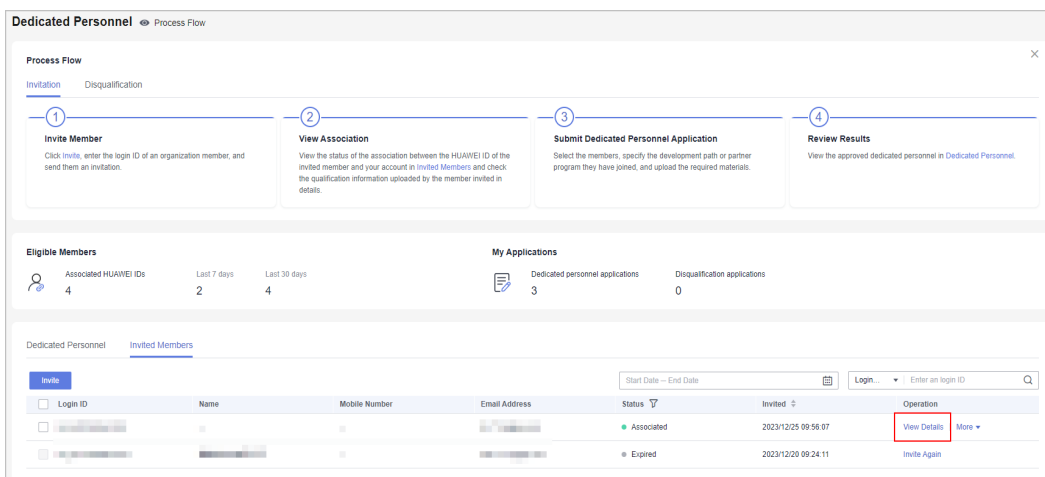 Dedicated Personnel Process Flow
Process Flow
Invitation Disqualification
1
Invite Member
Click Invite, enter the login ID of an organization member, and
send them an invitation.
2
View Association
View the status of the association between the HUAWEI ID of the
invited member and your account in Invited Members and check
the qualification information uploaded by the member invited in
details.
3
Submit Dedicated Personnel Application
Select the members, specify the development path or partner
program they have joined, and upload the required materials.
4
Review Results
View the approved dedicated personnel in Dedicated Personnel.
Eligible Members
Associated HUAWEI IDs Last 7 days Last 30 days
4 2 4
My Applications
Dedicated personnel applications Disqualification applications
3 0
Dedicated Personnel Invited Members
Invite Start Date – End Date Login... Enter an login ID
Login ID Name Mobile Number Email Address Status Invited Operation
Associated 2023/12/25 09:56:07 View Details More
Expired 2023/12/20 09:24:11 Invite Again